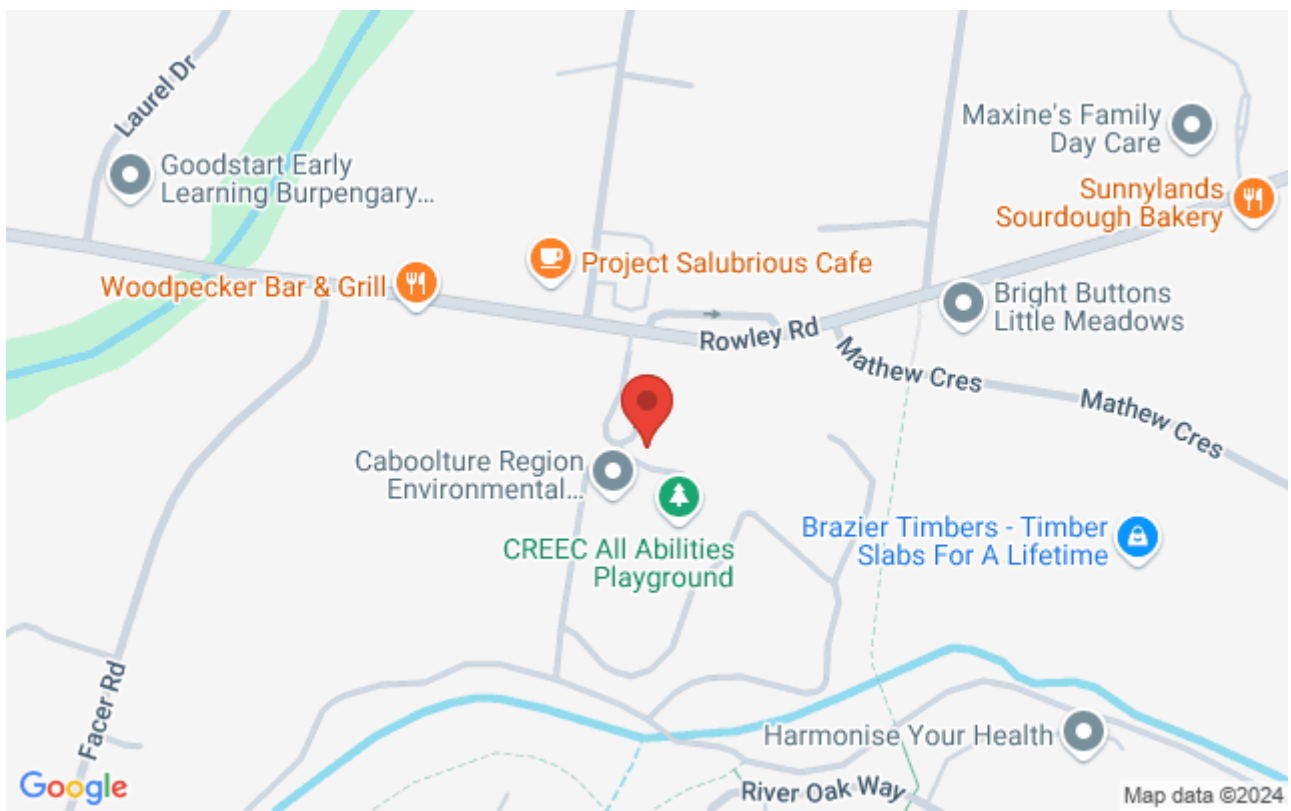 Laurel Dr
Goodstart Early
Learning Burpengary...
Maxine's Family
Day Care
Sunnylands
Sourdough Bakery
Woodpecker Bar & Grill
Project Salubrious Cafe
Bright Buttons
Little Meadows
Rowley Rd
Mathew Cres
Mathew Cres
Caboolture Region
Environmental...
CREEC All Abilities
Playground
Brazier Timbers - Timber
Slabs For A Lifetime
Facer Rd
Harmonise Your Health
River Oak Way
Google
Map data ©2024